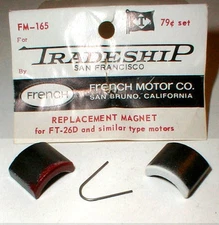 FM-165
79¢ set
For
TRADESHIP
SAN FRANCISCO
By
FRENCH
FRENCH MOTOR CO.
SAN BRUNO, CALIFORNIA
REPLACEMENT MAGNET
for FT-26D and similar type motors